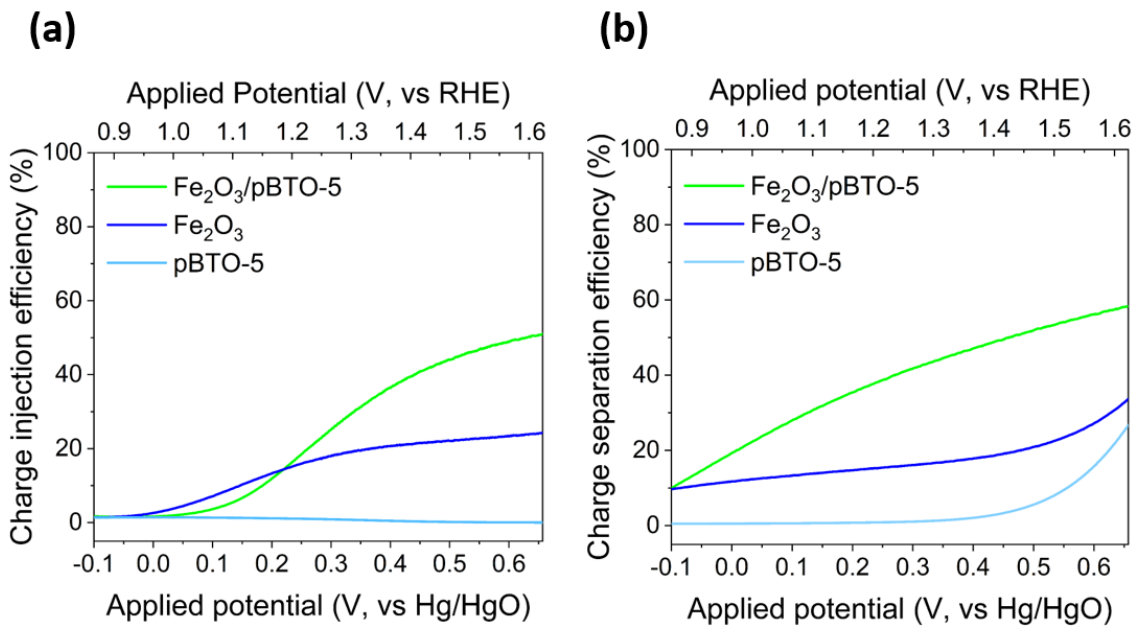 (a)
Applied Potential (V, vs RHE)
0.9 1.0 1.1 1.2 1.3 1.4 1.5 1.6
Charge injection efficiency (%)
100
80
60
40
20
0
Fe₂O₃/pBTO-5
Fe₂O₃
pBTO-5
-0.1 0.0 0.1 0.2 0.3 0.4 0.5 0.6
Applied potential (V, vs Hg/HgO)
(b)
Applied potential (V, vs RHE)
0.9 1.0 1.1 1.2 1.3 1.4 1.5 1.6
Charge separation efficiency (%)
100
80
60
40
20
0
Fe₂O₃/pBTO-5
Fe₂O₃
pBTO-5
-0.1 0.0 0.1 0.2 0.3 0.4 0.5 0.6
Applied potential (V, vs Hg/HgO)